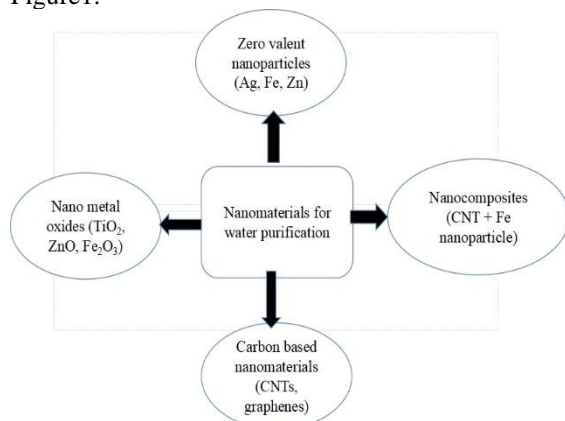 Figure1.
Zero valent
nanoparticles
(Ag, Fe, Zn)
Nano metal
oxides (TiO₂,
ZnO, Fe₂O₃)
Nanomaterials for
water purification
Nanocomposites
(CNT + Fe
nanoparticle)
Carbon based
nanomaterials
(CNTs,
graphenes)